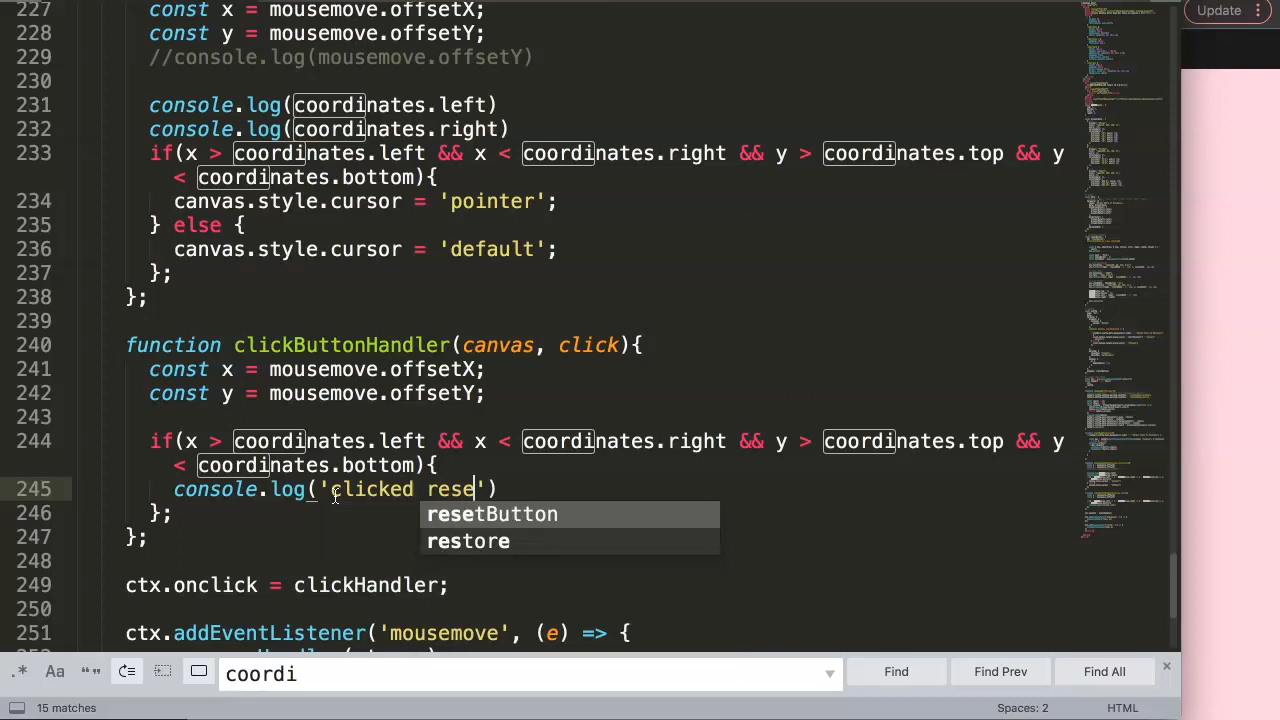 227 const x = mousemove.offsetX;
228 const y = mousemove.offsetY;
229 //console.log(mousemove.offsetY)
230
231 console.log(coordinates.left)
232 console.log(coordinates.right)
233 if(x > coordinates.left && x < coordinates.right && y > coordinates.top && y
< coordinates.bottom){
234 canvas.style.cursor = 'pointer';
235 } else {
236 canvas.style.cursor = 'default';
237 };
238 };
239
240 function clickButtonHandler(canvas, click){
241 const x = mousemove.offsetX;
242 const y = mousemove.offsetY;
243
244 if(x > coordinates.left && x < coordinates.right && y > coordinates.top && y
< coordinates.bottom){
245 console.log('clicked rese')
246 };
resetButton
247 };
restore
248
249 ctx.onclick = clickHandler;
250
251 ctx.addEventListener('mousemove', (e) => {
.* Aa “” coordi Find Find Prev Find All ×
15 matches Spaces: 2 HTML
Update